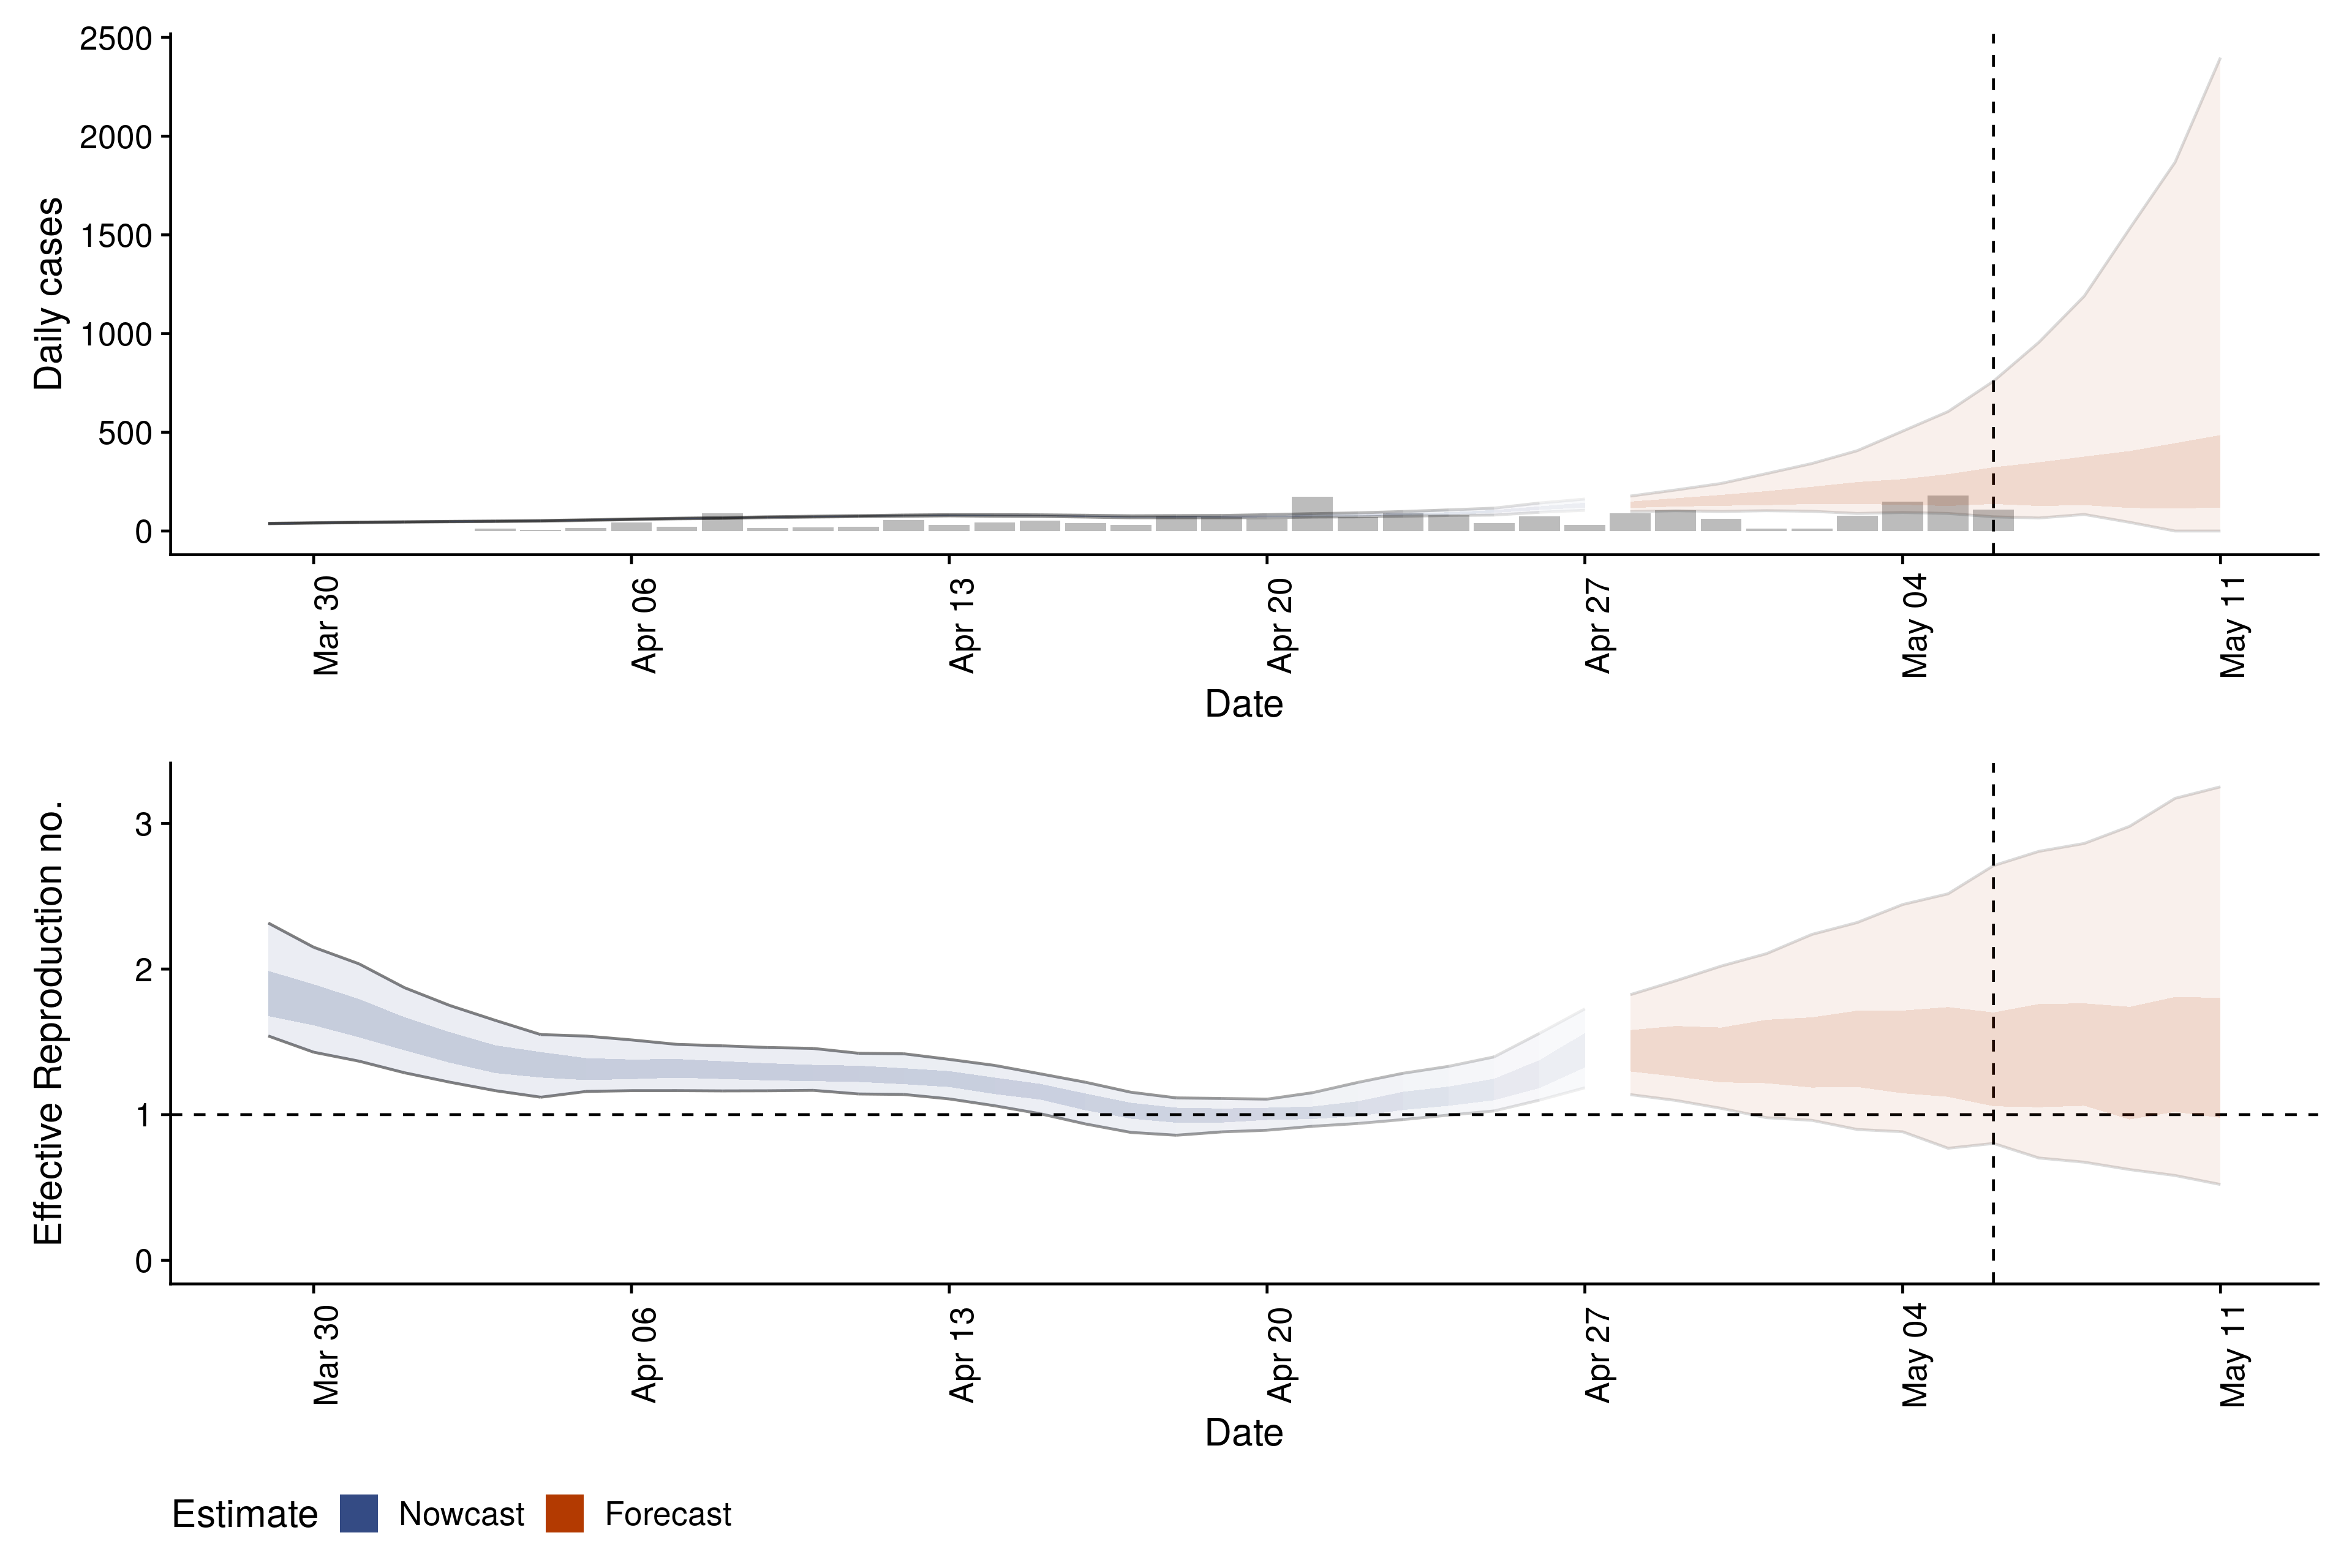 2500
2000
1500
1000
500
0
Daily cases
Mar 30
Apr 06
Apr 13
Apr 20
Apr 27
May 04
May 11
Date
3
2
1
0
Effective Reproduction no.
Mar 30
Apr 06
Apr 13
Apr 20
Apr 27
May 04
May 11
Date
Estimate Nowcast Forecast